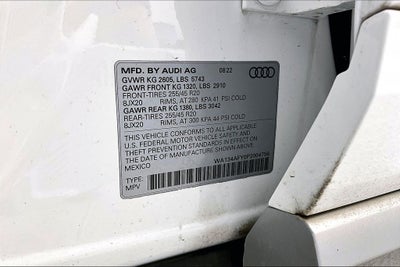 MFD. BY AUDI AG 08/22
GVWR KG 2605, LBS 5743
GAWR FRONT KG 1320, LBS 2910
FRONT-TIRES 255/45 R20
8JX20 RIMS, AT 280 KPA 41 PSI COLD
GAWR REAR KG 1380, LBS 3042
REAR-TIRES 255/45 R20
8JX20 RIMS, AT 300 KPA 44 PSI COLD
THIS VEHICLE CONFORMS TO ALL APPLICABLE
U.S. FEDERAL MOTOR VEHICLE SAFETY AND
THEFT PREVENTION STANDARDS IN EFFECT ON
THE DATE OF MANUFACTURE SHOWN ABOVE.
MEXICO
TYPE:
MPV